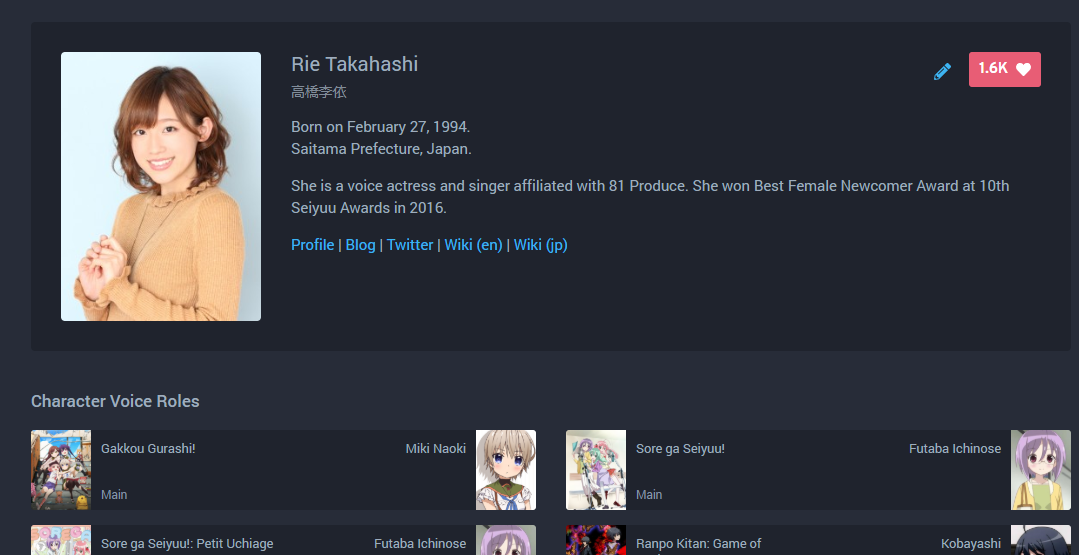 Rie Takahashi
1.6K
高橋李依
Born on February 27, 1994.
Saitama Prefecture, Japan.
She is a voice actress and singer affiliated with 81 Produce. She won Best Female Newcomer Award at 10th
Seiyuu Awards in 2016.
Profile | Blog | Twitter | Wiki (en) | Wiki (jp)
Character Voice Roles
Gakkou Gurashi!
Miki Naoki
Main
Sore ga Seiyuu!
Futaba Ichinose
Main
Sore ga Seiyuu!: Petit Uchiage
Futaba Ichinose
Ranpo Kitan: Game of
Kobayashi